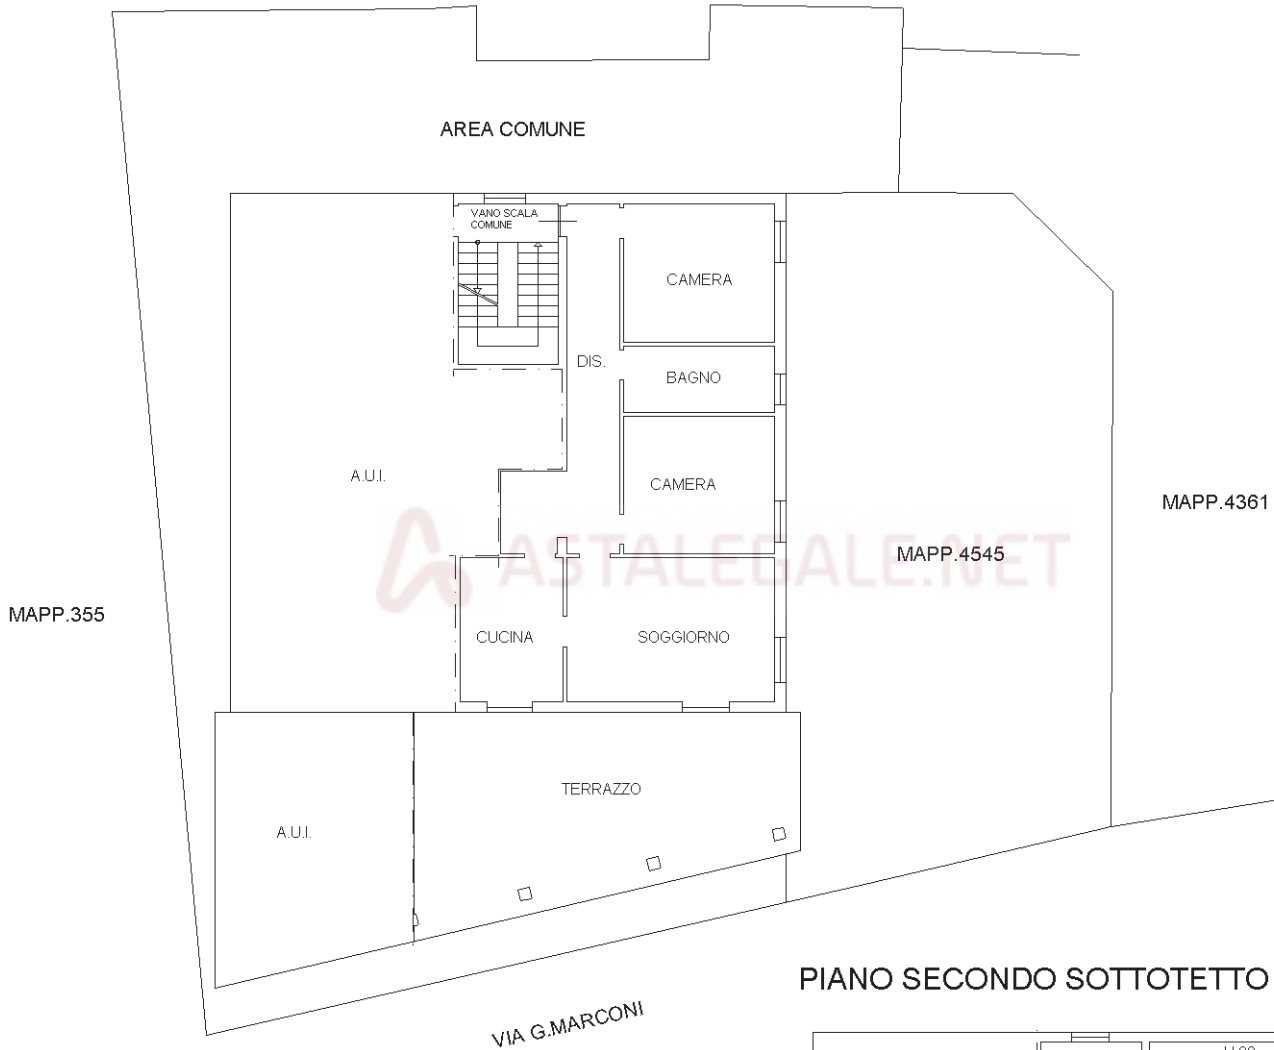 AREA COMUNE
VANO SCALA
COMUNE
CAMERA
DIS.
BAGNO
A.U.I.
CAMERA
MAPP.4361
ASTALEGALE.NET
MAPP.4545
MAPP.355
CUCINA
SOGGIORNO
TERRAZZO
A.U.I.
PIANO SECONDO SOTTOTETTO
VIA G.MARCONI